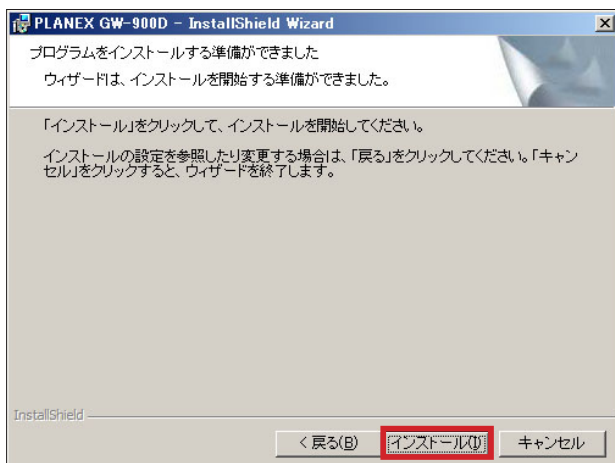 PLANEX GW-900D - InstallShield Wizard
プログラムをインストールする準備ができました
ウィザードは、インストールを開始する準備ができました。
「インストール」をクリックして、インストールを開始してください。
インストールの設定を参照したり変更する場合は、「戻る」をクリックしてください。「キャン
セル」をクリックすると、ウィザードを終了します。
InstallShield
< 戻る(B) インストール(I) キャンセル